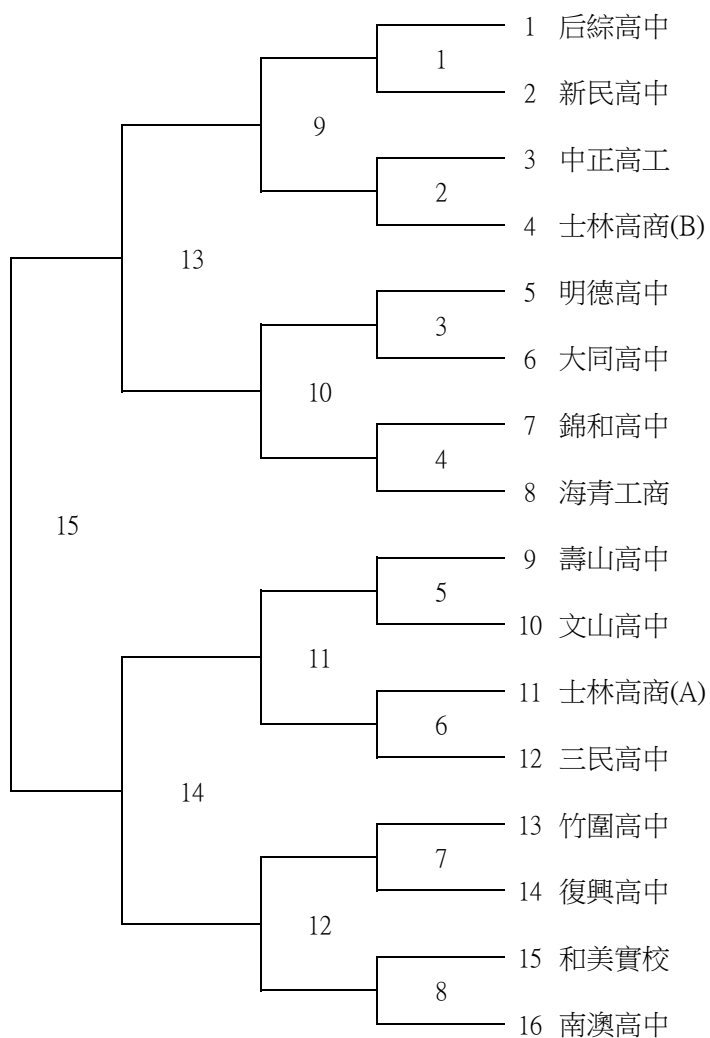 1 后綜高中
1
2 新民高中
9
3 中正高工
2
4 士林高商(B)
13
5 明德高中
3
6 大同高中
10
7 錦和高中
4
8 海青工商
15
9 壽山高中
5
10 文山高中
11
11 士林高商(A)
6
12 三民高中
14
13 竹圍高中
7
14 復興高中
12
15 和美實校
8
16 南澳高中